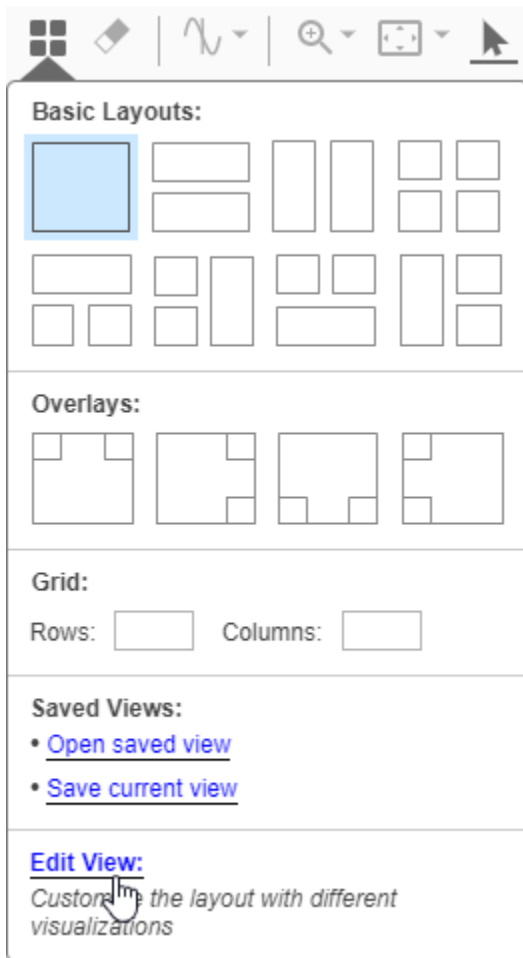 Basic Layouts:
Overlays:
Grid:
Rows: Columns:
Saved Views:
• Open saved view
• Save current view
Edit View:
Customize the layout with different
visualizations